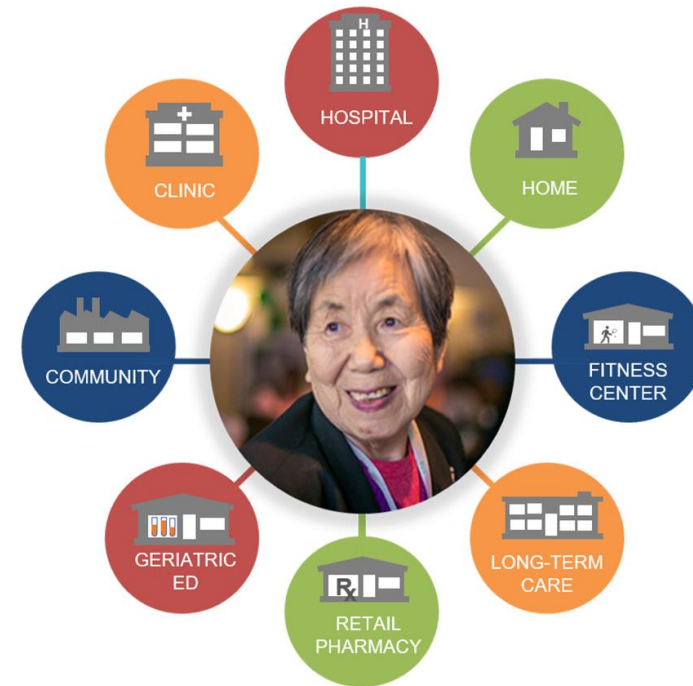 H
HOSPITAL
HOME
FITNESS
CENTER
LONG-TERM
CARE
Rx
RETAIL
PHARMACY
GERIATRIC
ED
COMMUNITY
CLINIC